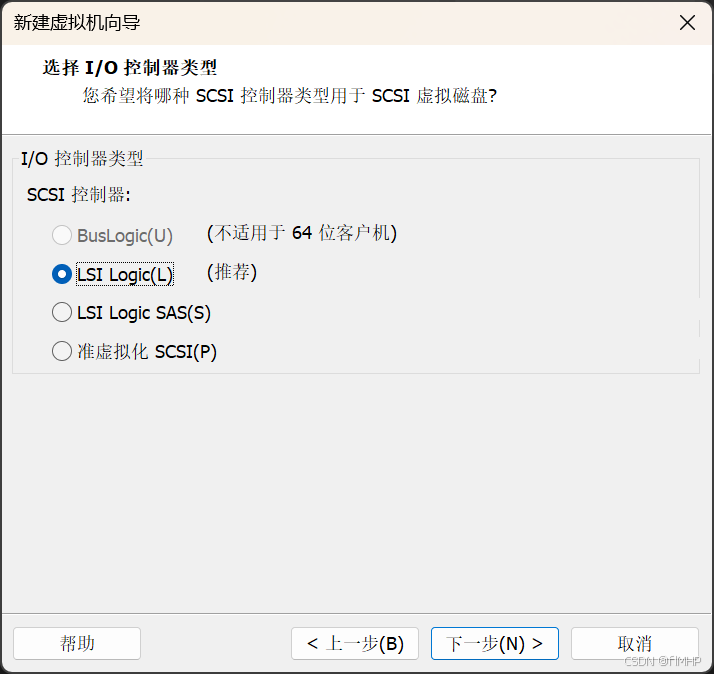 新建虚拟机向导
选择 I/O 控制器类型
您希望将哪种 SCSI 控制器类型用于 SCSI 虚拟磁盘?
I/O 控制器类型
SCSI 控制器:
BusLogic(U) (不适用于 64 位客户机)
LSI Logic(L) (推荐)
LSI Logic SAS(S)
准虚拟化 SCSI(P)
帮助 < 上一步(B) 下一步(N) > 取消
CSDN @flMHP